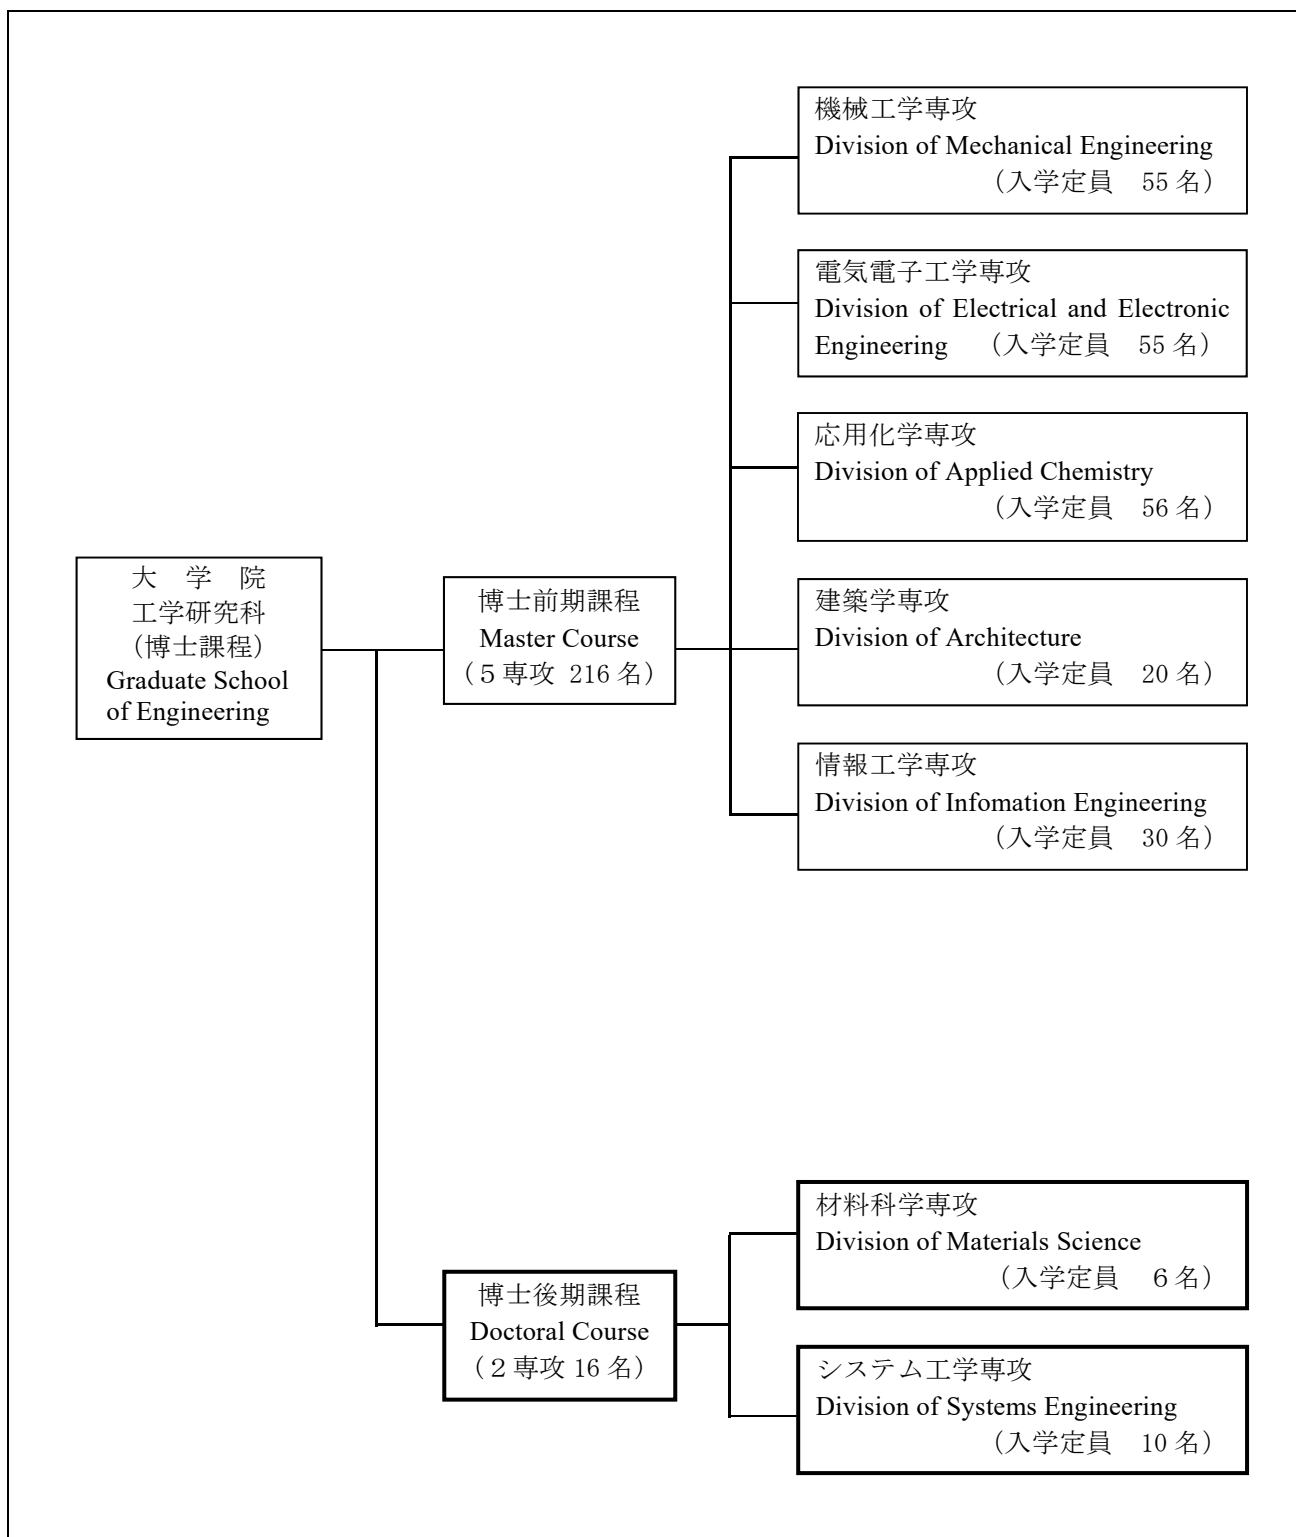 大　学　院
工学研究科
（博士課程）
Graduate School
of Engineering
博士前期課程
Master Course
（５専攻 216 名）
機械工学専攻
Division of Mechanical Engineering
（入学定員　55 名）
電気電子工学専攻
Division of Electrical and Electronic
Engineering　（入学定員　55 名）
応用化学専攻
Division of Applied Chemistry
（入学定員　56 名）
建築学専攻
Division of Architecture
（入学定員　20 名）
情報工学専攻
Division of Infomation Engineering
（入学定員　30 名）
博士後期課程
Doctoral Course
（２専攻 16 名）
材料科学専攻
Division of Materials Science
（入学定員　６名）
システム工学専攻
Division of Systems Engineering
（入学定員　10 名）